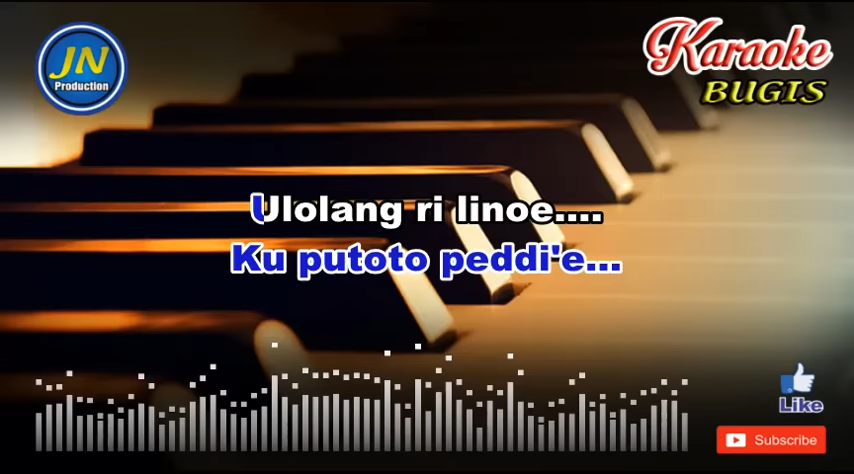 JN
Production
Karaoke
BUGIS
Ulolang ri linoe....
Ku putoto peddi'e...
Like
Subscribe